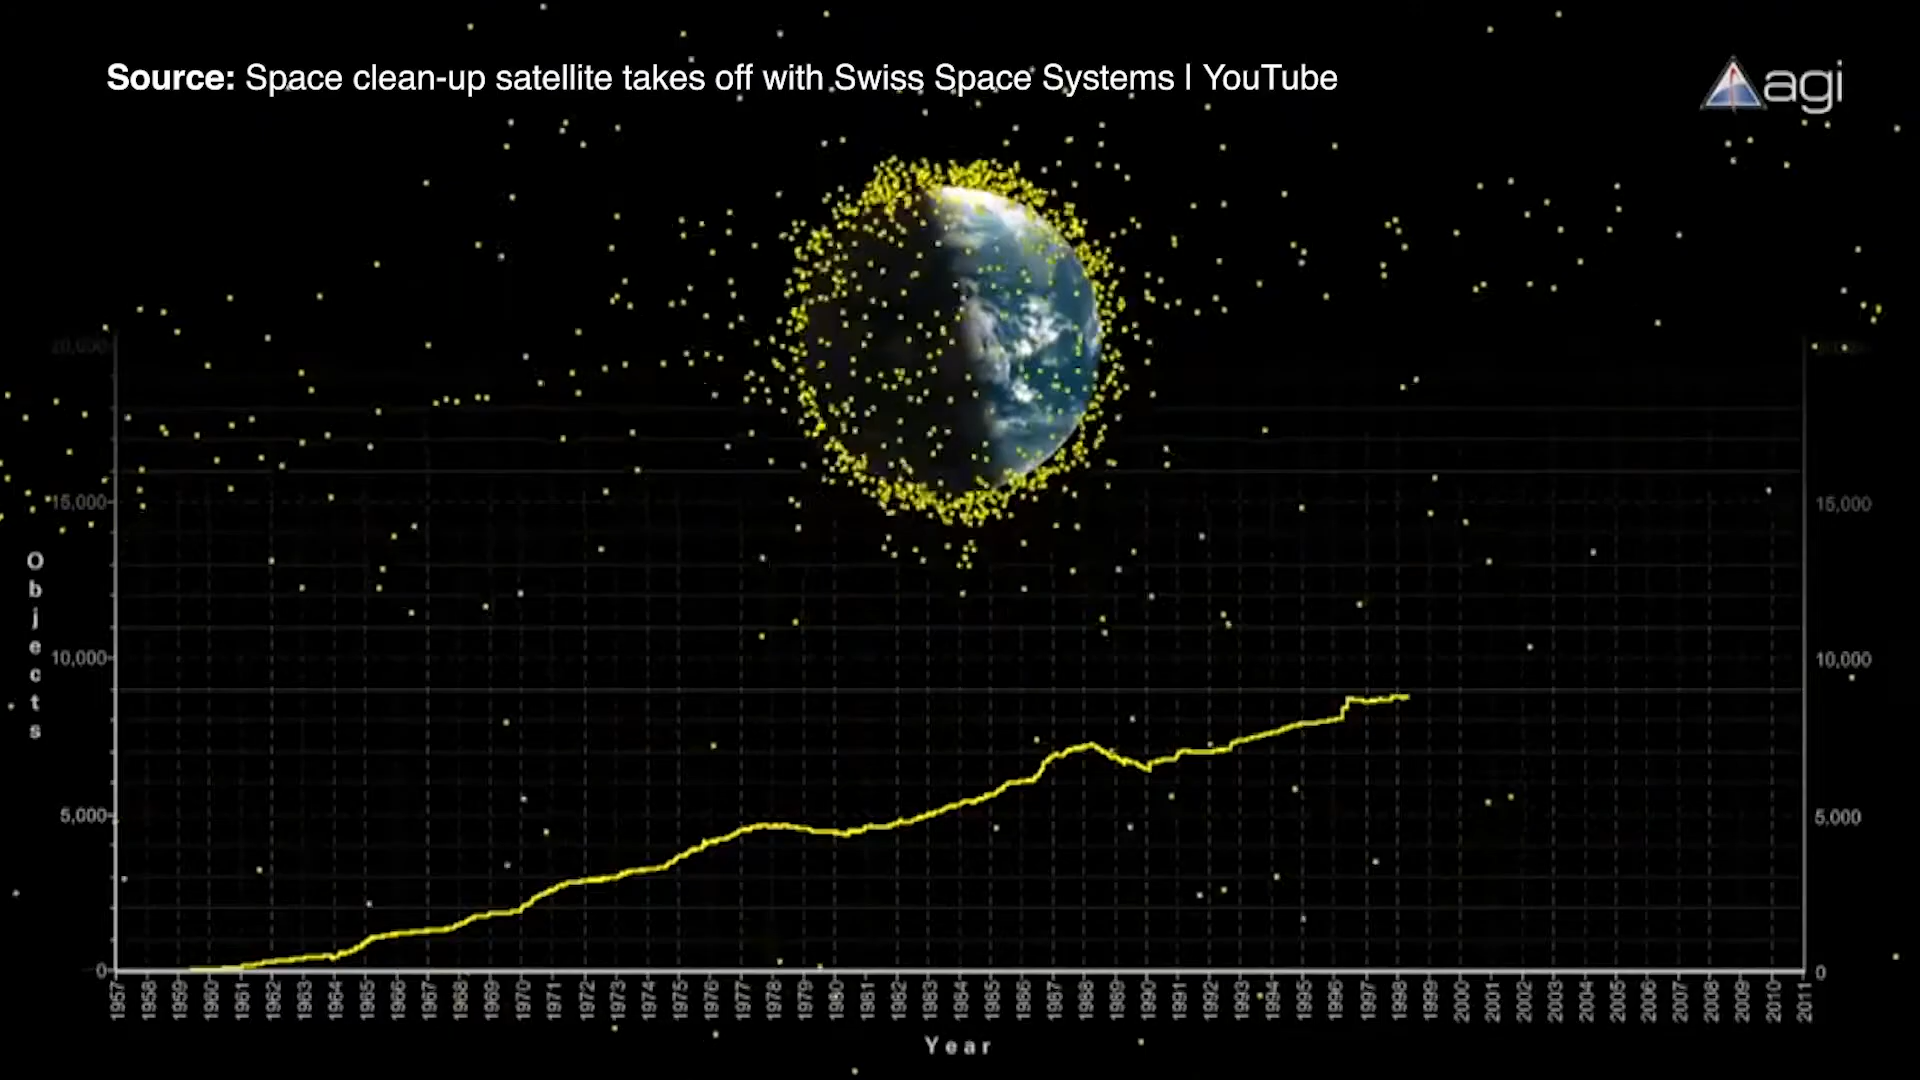 Source: Space clean-up satellite takes off with Swiss Space Systems | YouTube
agi
20,000
15,000
15,000
Objects
10,000
10,000
5,000
5,000
0
0
1957 1958 1959 1960 1961 1962 1963 1964 1965 1966 1967 1968 1969 1970 1971 1972 1973 1974 1975 1976 1977 1978 1979 1980 1981 1982 1983 1984 1985 1986 1987 1988 1989 1990 1991 1992 1993 1994 1995 1996 1997 1998 1999 2000 2001 2002 2003 2004 2005 2006 2007 2008 2009 2010 2011
Year